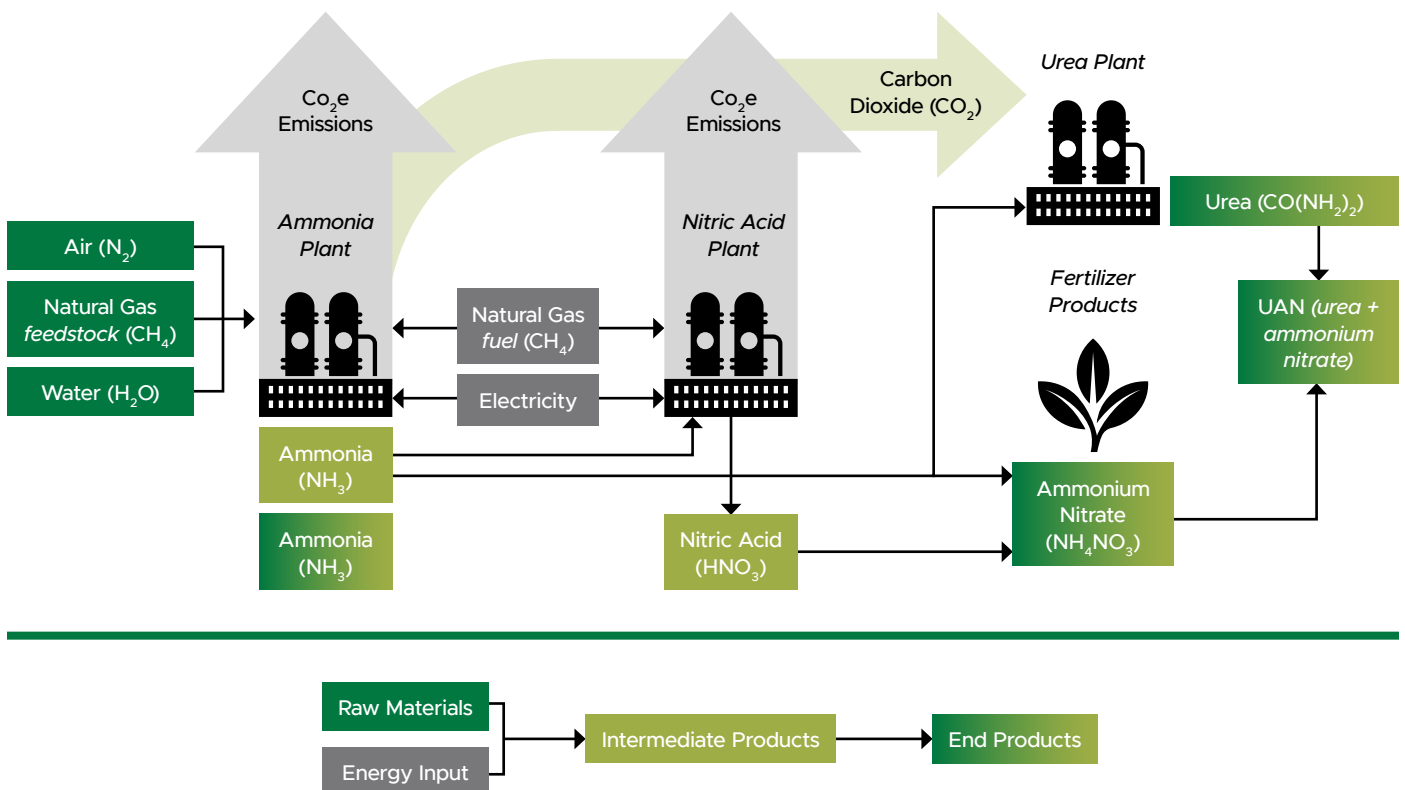 Co₂e
Emissions
Co₂e
Emissions
Carbon
Dioxide (CO₂)
Urea Plant
Ammonia
Plant
Nitric Acid
Plant
Urea (CO(NH₂)₂)
Air (N₂)
Natural Gas
feedstock (CH₄)
Water (H₂O)
Natural Gas
fuel (CH₄)
Electricity
Fertilizer
Products
UAN (urea +
ammonium
nitrate)
Ammonia
(NH₃)
Ammonia
(NH₃)
Nitric Acid
(HNO₃)
Ammonium
Nitrate
(NH₄NO₃)
Raw Materials
Energy Input
Intermediate Products
End Products